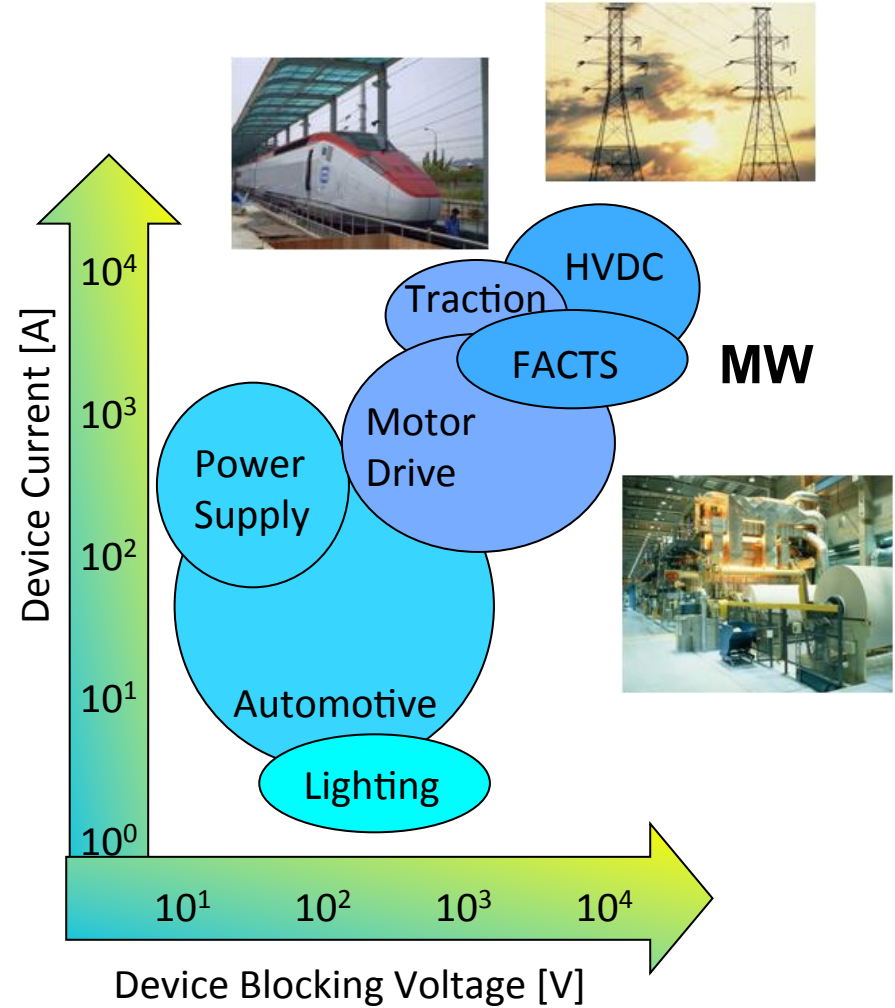 HVDC
Traction
FACTS
MW
Motor
Drive
Power
Supply
Automotive
Lighting
Device Current [A]
10⁴
10³
10²
10¹
10⁰
10¹
10²
10³
10⁴
Device Blocking Voltage [V]